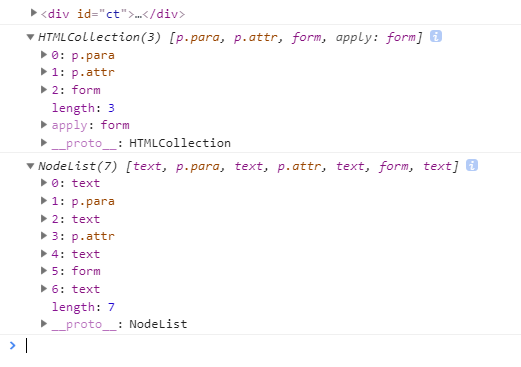 <div id="ct">…</div>
HTMLCollection(3) [p.para, p.attr, form, apply: form] i
0: p.para
1: p.attr
2: form
length: 3
apply: form
__proto__: HTMLCollection
NodeList(7) [text, p.para, text, p.attr, text, form, text] i
0: text
1: p.para
2: text
3: p.attr
4: text
5: form
6: text
length: 7
__proto__: NodeList